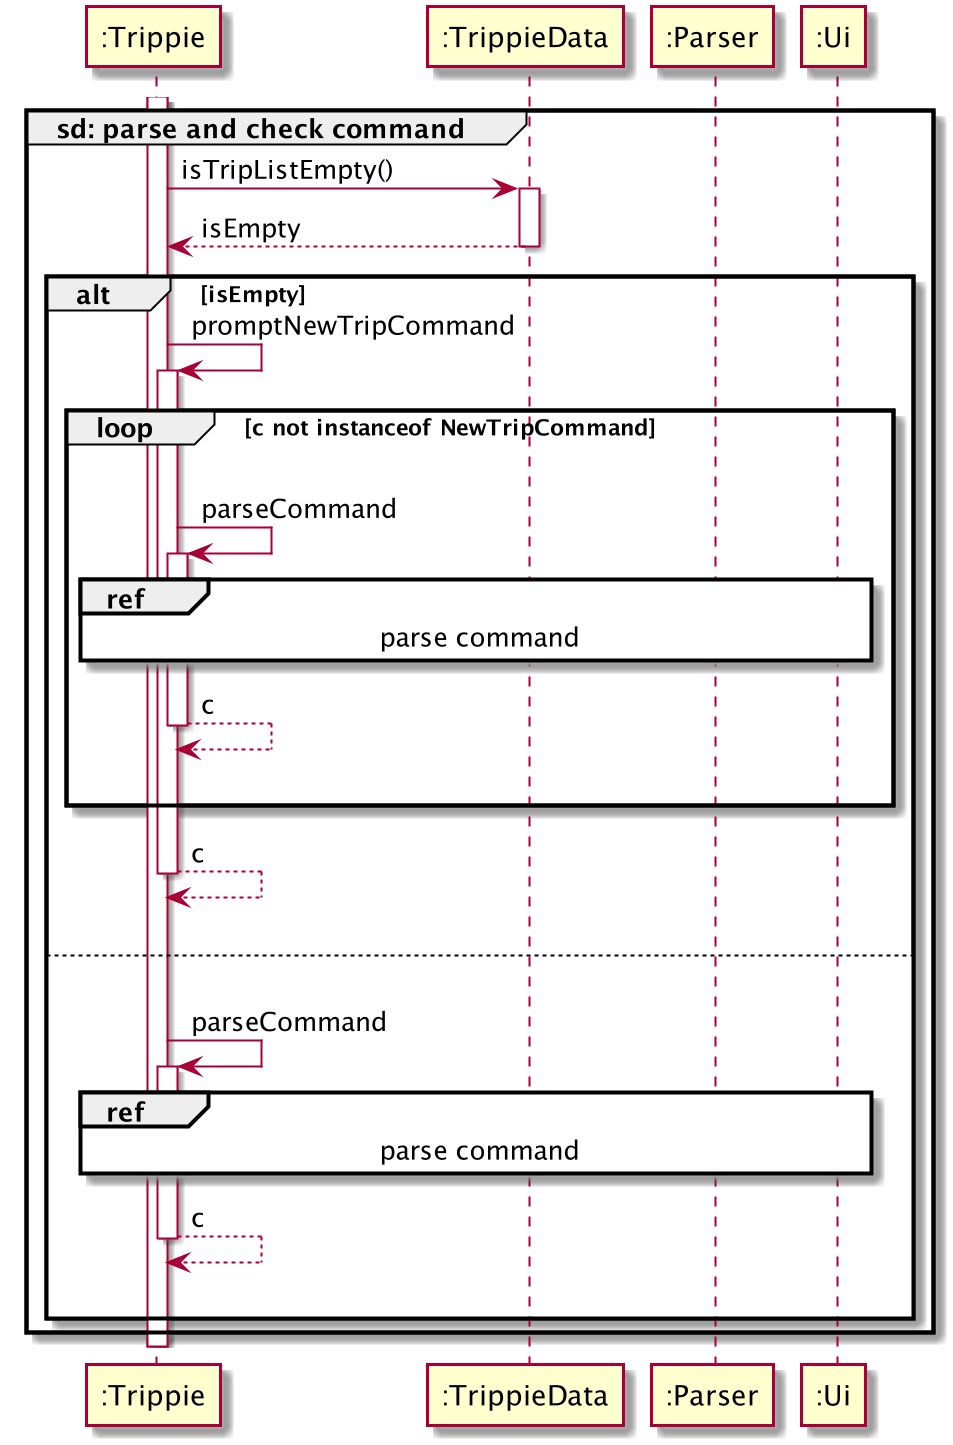 :Trippie
:TrippieData
:Parser
:Ui
sd: parse and check command
isTripListEmpty()
isEmpty
alt
[isEmpty]
promptNewTripCommand
loop
[c not instanceof NewTripCommand]
parseCommand
ref
parse command
c
c
parseCommand
ref
parse command
c
:Trippie
:TrippieData
:Parser
:Ui